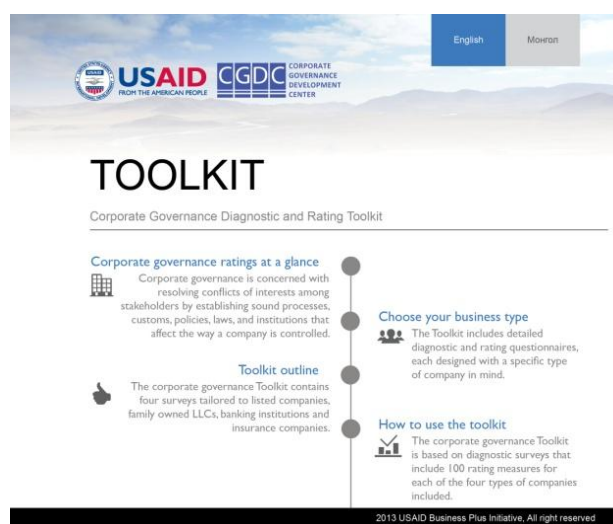 English
Монгол
USAID
FROM THE AMERICAN PEOPLE
CGDC
CORPORATE
GOVERNANCE
DEVELOPMENT
CENTER
TOOLKIT
Corporate Governance Diagnostic and Rating Toolkit
Corporate governance ratings at a glance
Corporate governance is concerned with
resolving conflicts of interests among
stakeholders by establishing sound processes,
customs, policies, laws, and institutions that
affect the way a company is controlled.
Choose your business type
The Toolkit includes detailed
diagnostic and rating questionnaires,
each designed with a specific type
of company in mind.
Toolkit outline
The corporate governance Toolkit contains
four surveys tailored to listed companies,
family owned LLCs, banking institutions and
insurance companies.
How to use the toolkit
The corporate governance Toolkit
is based on diagnostic surveys that
include 100 rating measures for
each of the four types of companies
included.
2013 USAID Business Plus Initiative, All right reserved